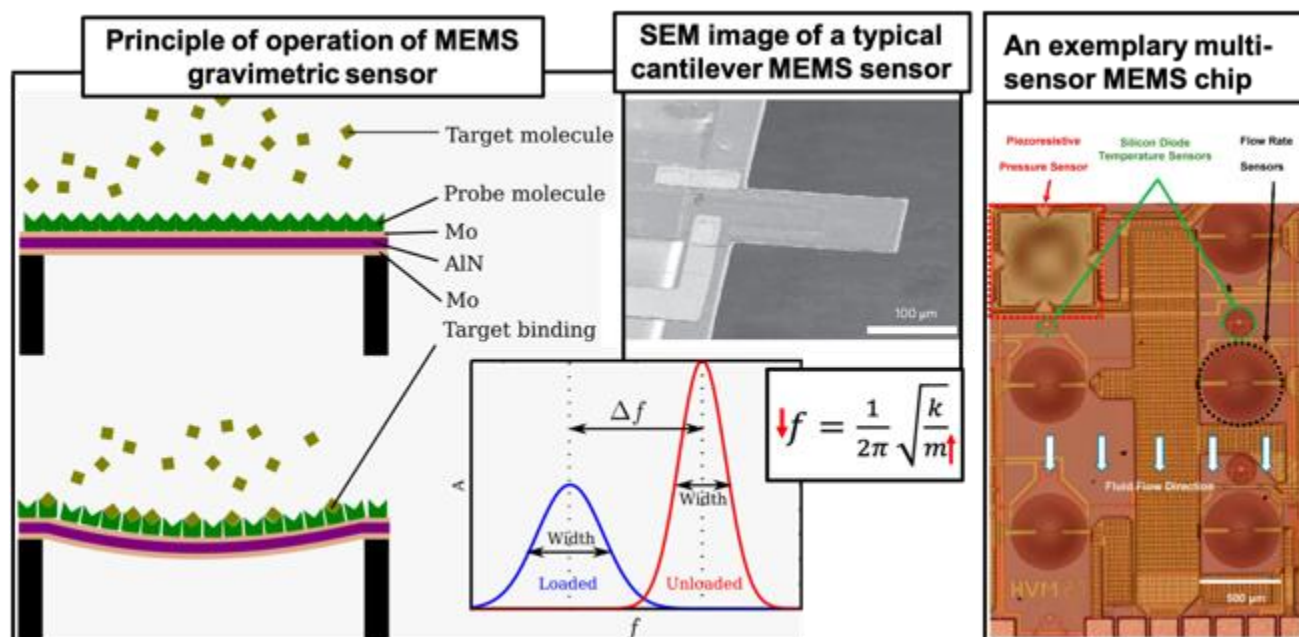 Principle of operation of MEMS
gravimetric sensor
Target molecule
Probe molecule
Mo
AlN
Mo
Target binding
SEM image of a typical
cantilever MEMS sensor
100 μm
Δf
A
Width
Width
Loaded
Unloaded
f
f = 1/2π √k/m
An exemplary multi-
sensor MEMS chip
Piezoresistive
Pressure Sensor
Silicon Diode
Temperature Sensors
Flow Rate
Sensors
Fluid Flow Direction
500 μm